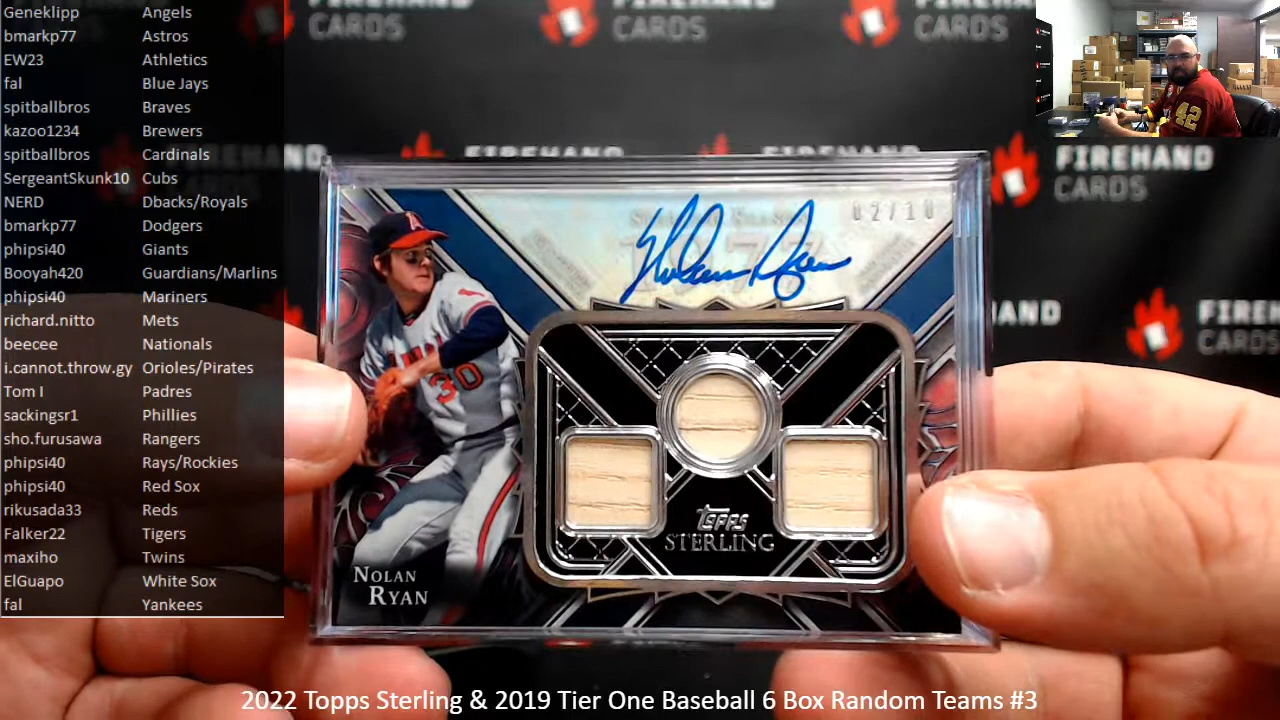 Geneklipp Angels
bmarkp77 Astros
EW23 Athletics
fal Blue Jays
spitballbros Braves
kazoo1234 Brewers
spitballbros Cardinals
SergeantSkunk10 Cubs
NERD Dbacks/Royals
bmarkp77 Dodgers
phipsi40 Giants
Booyah420 Guardians/Marlins
phipsi40 Mariners
richard.nitto Mets
beecee Nationals
i.cannot.throw.gy Orioles/Pirates
Tom I Padres
sackingsr1 Phillies
sho.furusawa Rangers
phipsi40 Rays/Rockies
phipsi40 Red Sox
rikusada33 Reds
Falker22 Tigers
maxiho Twins
ElGuapo White Sox
fal Yankees
FIREHAND
CARDS
FIREHAND
CARDS
FIREHAND
CARDS
42
FIREHAND
CARDS
FIREHAND
CARDS
02/10
Nolan Ryan
A
30
TOPPS
STERLING
NOLAN
RYAN
2022 Topps Sterling & 2019 Tier One Baseball 6 Box Random Teams #3